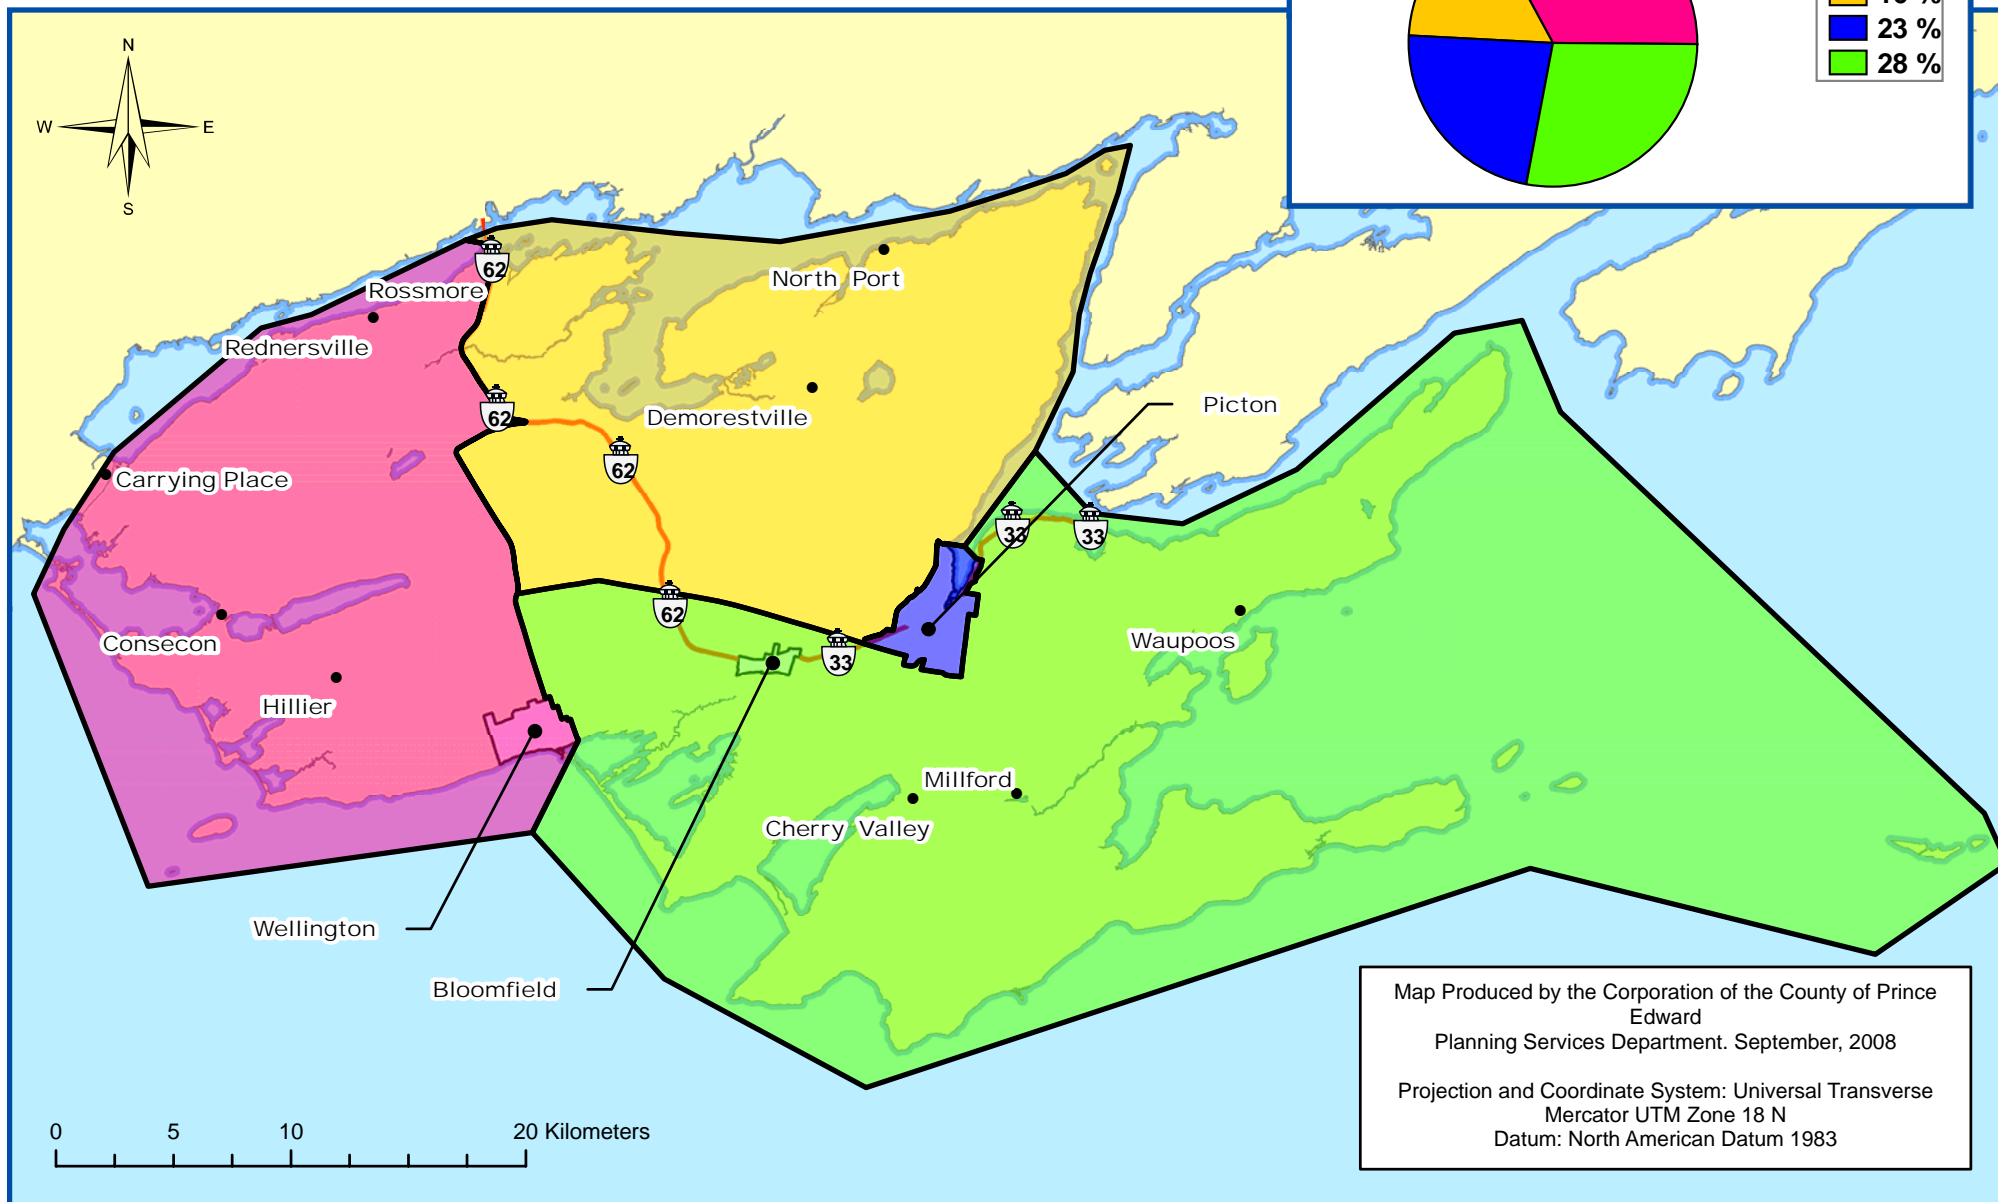 23 %
28 %
N
W E
S
62
North Port
Rossmore
Rednersville
62
Demorestville
Picton
62
Carrying Place
33
33
62
Consecon
33
Waupoos
Hillier
Millford
Cherry Valley
Wellington
Bloomfield
Map Produced by the Corporation of the County of Prince
Edward
Planning Services Department. September, 2008
Projection and Coordinate System: Universal Transverse
Mercator UTM Zone 18 N
Datum: North American Datum 1983
0 5 10 20 Kilometers